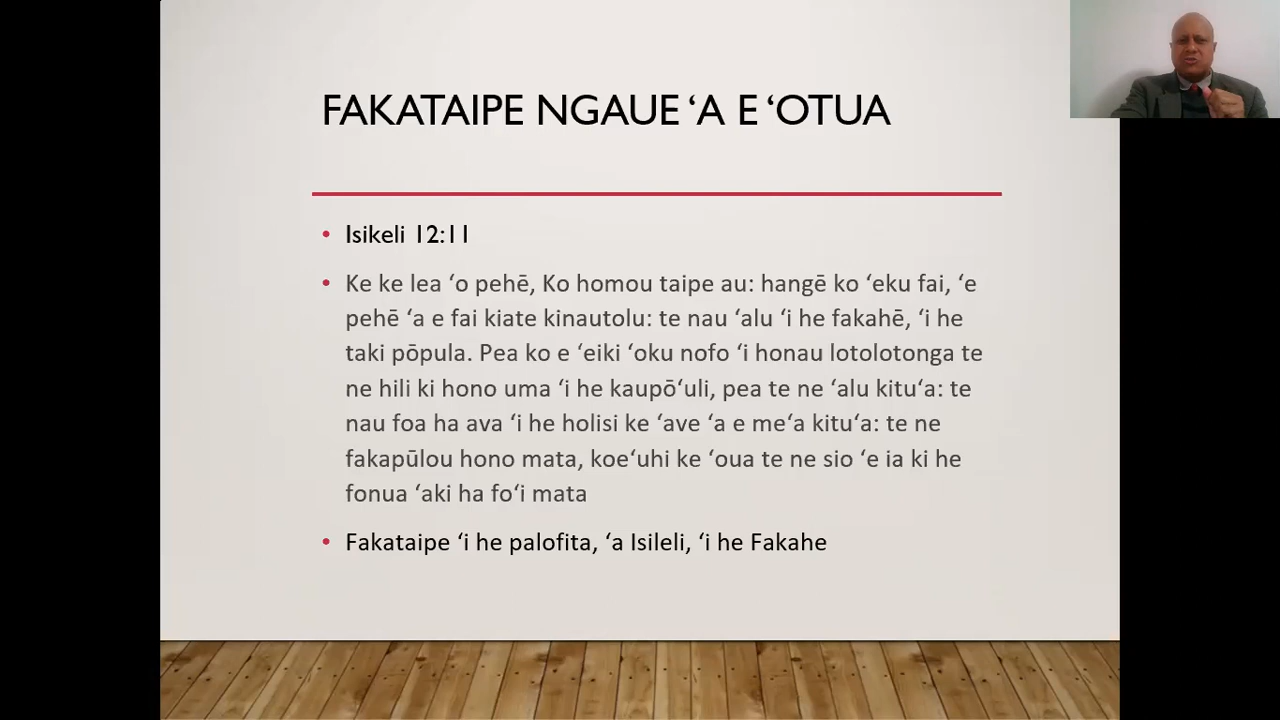 FAKATAIPE NGAUE ‘A E ‘OTUA
• Isikeli 12:11
• Ke ke lea ‘o pehē, Ko homou taipe au: hangē ko ‘eku fai, ‘e
pehē ‘a e fai kiate kinautolu: te nau ‘alu ‘i he fakahē, ‘i he
taki pōpula. Pea ko e ‘eiki ‘oku nofo ‘i honau lotolotonga te
ne hili ki hono uma ‘i he kaupō‘uli, pea te ne ‘alu kitu‘a: te
nau foa ha ava ‘i he holisi ke ‘ave ‘a e me‘a kitu‘a: te ne
fakapūlou hono mata, koe‘uhi ke ‘oua te ne sio ‘e ia ki he
fonua ‘aki ha fo‘i mata
• Fakataipe ‘i he palofita, ‘a Isileli, ‘i he Fakahe